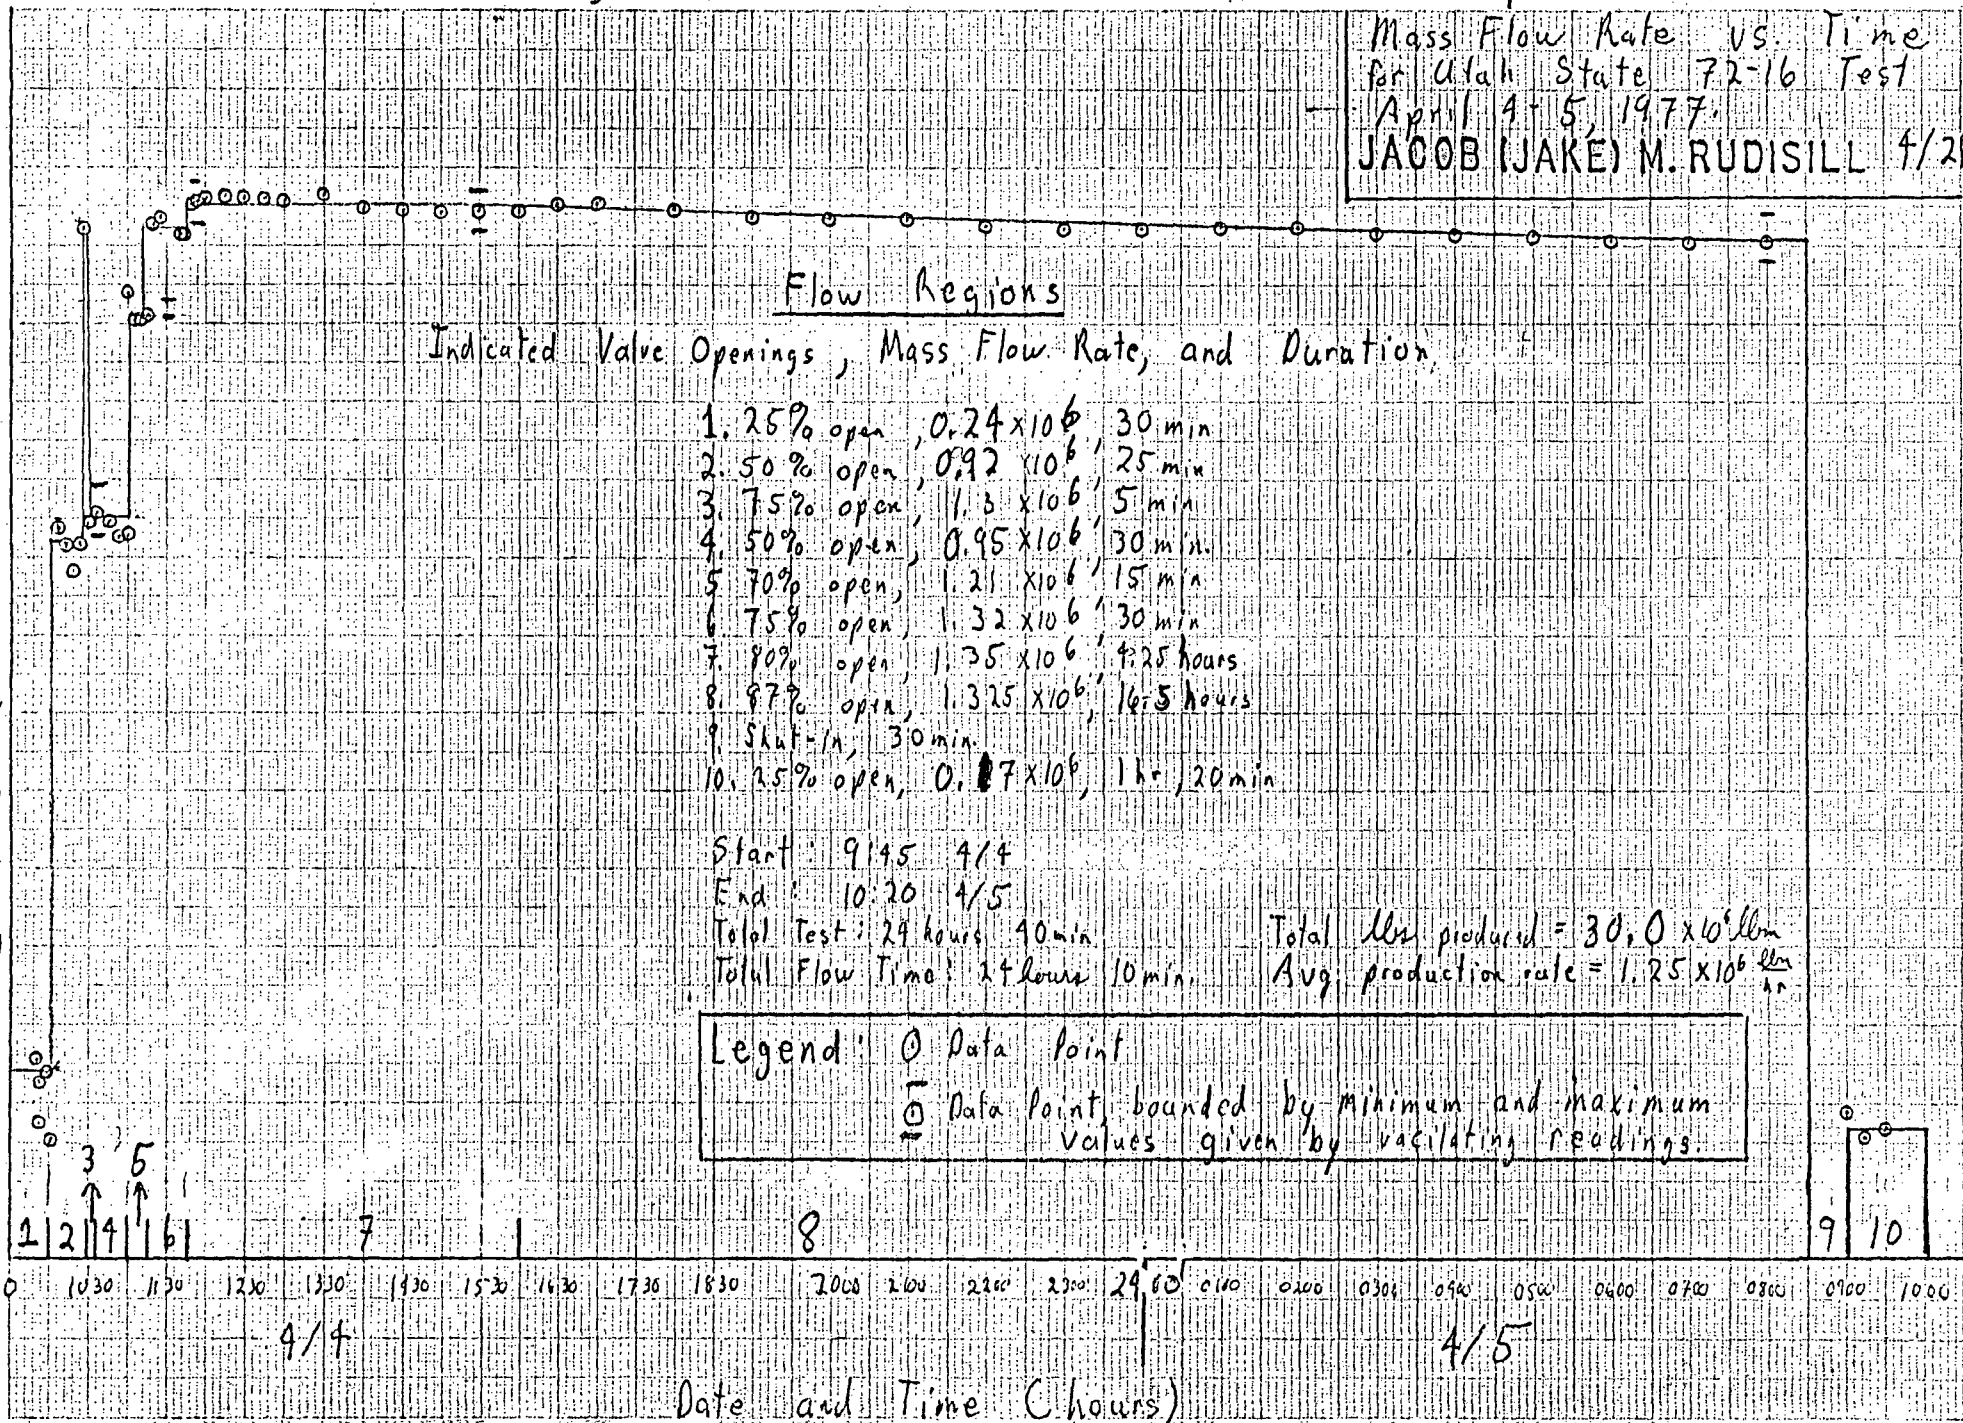 Mass Flow Rate vs. Time
for Utah State 72-16 Test
April 4-5, 1977.
JACOB (JAKE) M. RUDISILL 4/2
Flow Regions
Indicated Valve Openings, Mass Flow Rate, and Duration.
1. 25% open, 0.24 x10⁶, 30 min
2. 50% open, 0.92 x10⁶, 25 min
3. 75% open, 1.3 x10⁶, 5 min
4. 50% open, 0.95 x10⁶, 30 min.
5. 70% open, 1.21 x10⁶, 15 min
6. 75% open, 1.32 x10⁶, 30 min
7. 80% open, 1.35 x10⁶, 4.25 hours
8. 87% open, 1.325 x10⁶, 16.5 hours
9. Shut-in, 30 min.
10. 25% open, 0.17 x10⁶, 1 hr, 20 min
Start: 9:45 4/4
End: 10:20 4/5
Total Test: 24 hours 40 min
Total Flow Time: 24 hours 10 min.
Total lbs produced = 30.0 x10⁶ lbm
Avg. production rate = 1.25 x10⁶ lbm/hr
Legend: ⊙ Data Point
⊙ Data Point, bounded by minimum and maximum
values given by vacilating readings.
3 5
1 2 4 6 7 8 9 10
0 1030 1130 1230 1330 1430 1530 1630 1730 1830 2000 2100 2200 2300 24 00 0100 0200 0300 0400 0500 0600 0700 0800 0900 1000
4/4 4/5
Date and Time (hours)